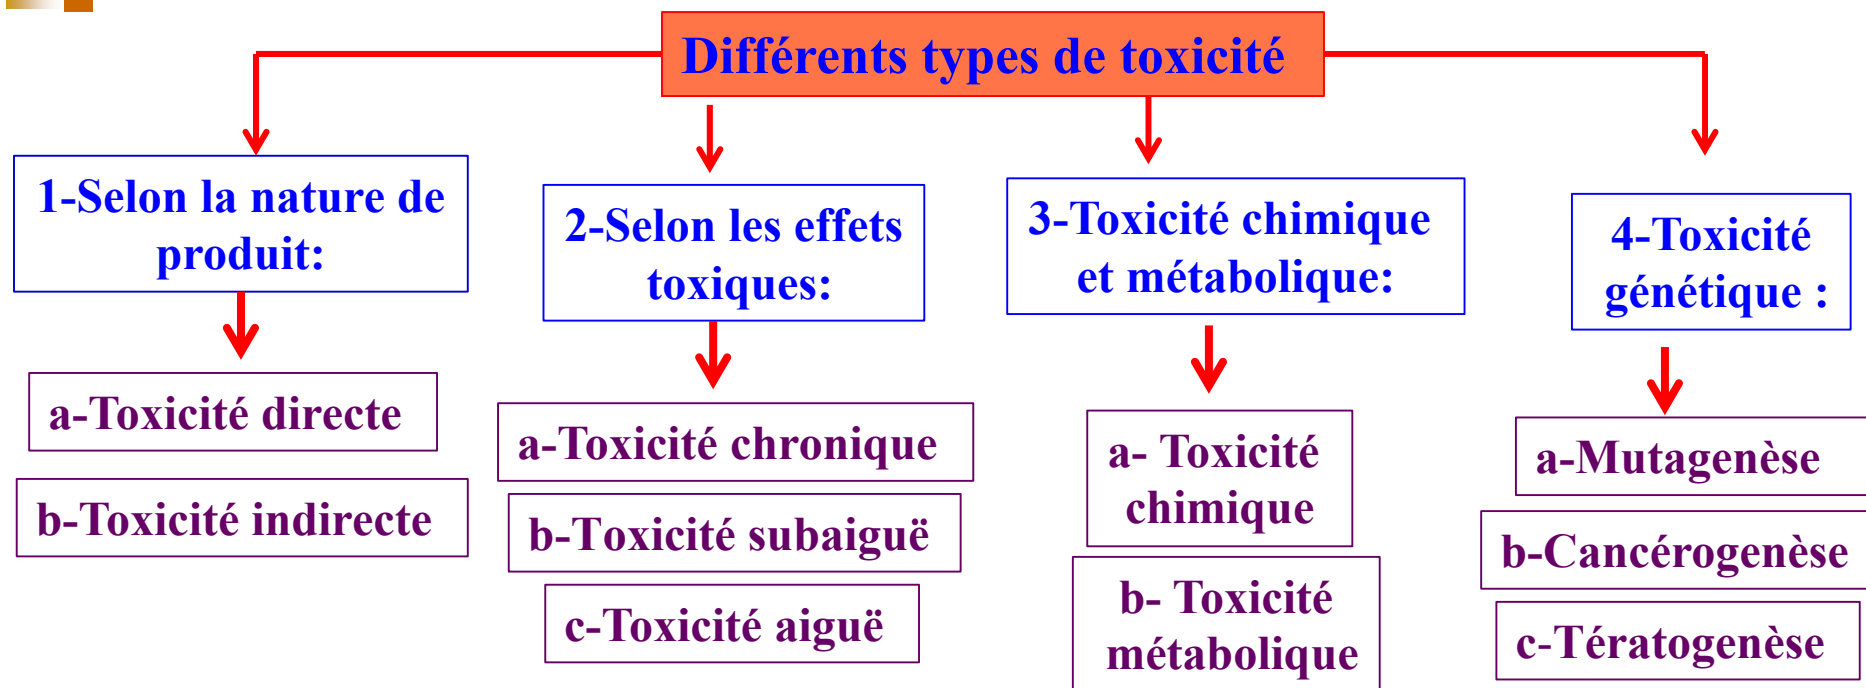 Différents types de toxicité
1-Selon la nature de
produit:
a-Toxicité directe
b-Toxicité indirecte
2-Selon les effets
toxiques:
a-Toxicité chronique
b-Toxicité subaiguë
c-Toxicité aiguë
3-Toxicité chimique
et métabolique:
a- Toxicité
chimique
b- Toxicité
métabolique
4-Toxicité
génétique :
a-Mutagenèse
b-Cancérogenèse
c-Tératogenèse